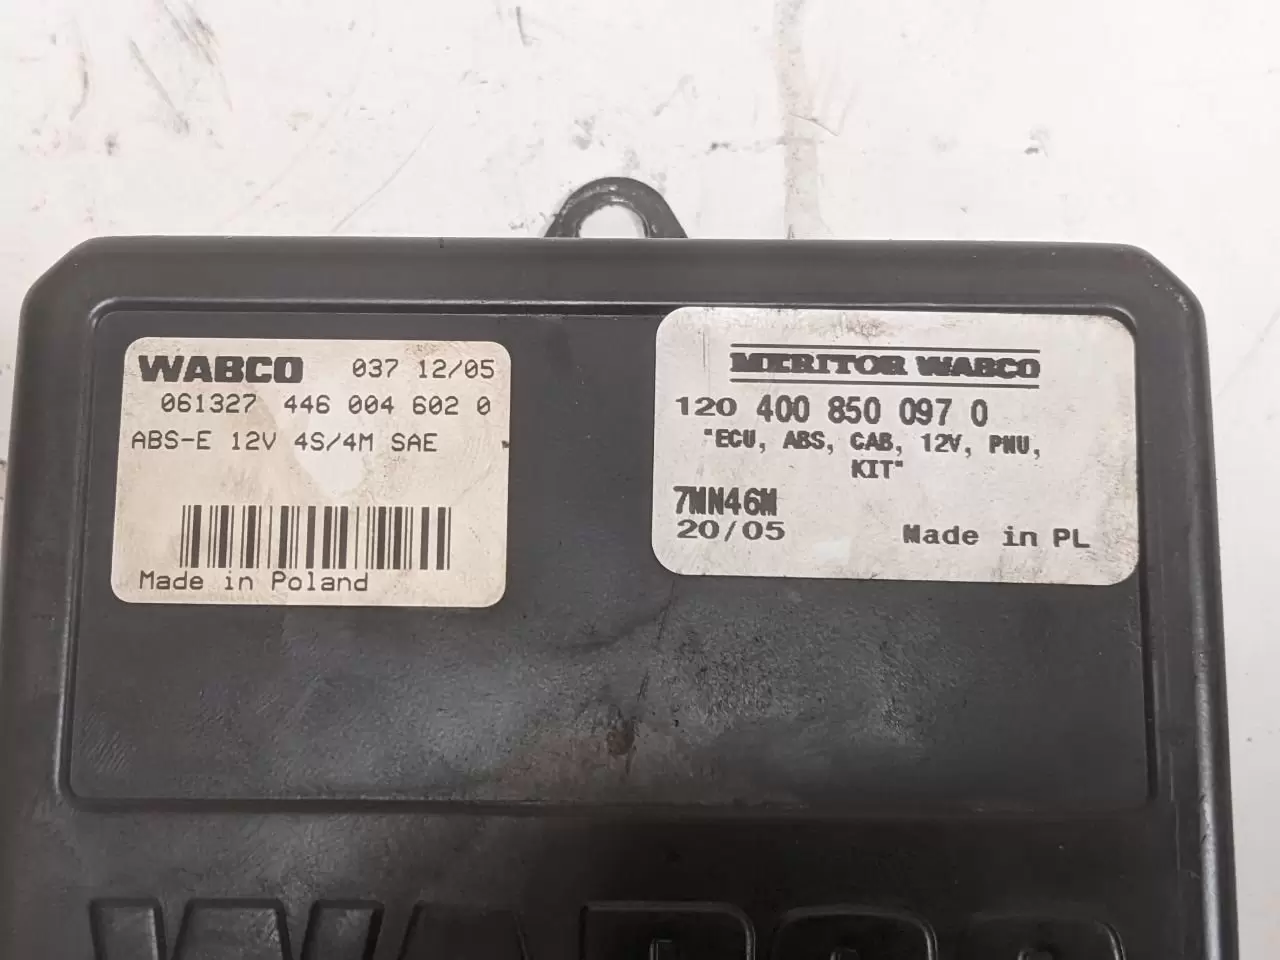 WABCO 037 12/05
061327 446 004 602 0
ABS-E 12V 4S/4M SAE
Made in Poland
MERITOR WABCO
120 400 850 097 0
"ECU, ABS, CAB, 12V, PNU,
KIT"
7MN46M
20/05 Made in PL
WABCO